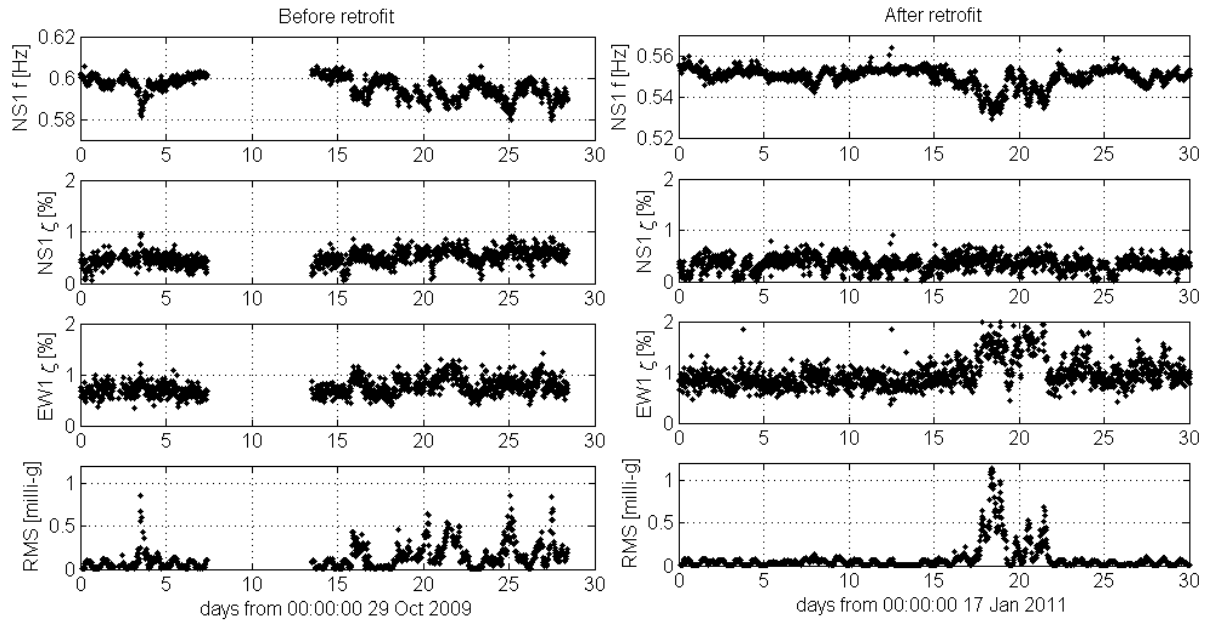 Before retrofit
NS1 f [Hz]
0.62
0.6
0.58
0 5 10 15 20 25 30
NS1 ζ [%]
2
1
0
0 5 10 15 20 25 30
EW1 ζ [%]
2
1
0
0 5 10 15 20 25 30
RMS [milli-g]
1
0.5
0
0 5 10 15 20 25 30
days from 00:00:00 29 Oct 2009
After retrofit
NS1 f [Hz]
0.56
0.54
0.52
0 5 10 15 20 25 30
NS1 ζ [%]
2
1
0
0 5 10 15 20 25 30
EW1 ζ [%]
2
1
0
0 5 10 15 20 25 30
RMS [milli-g]
1
0.5
0
0 5 10 15 20 25 30
days from 00:00:00 17 Jan 2011